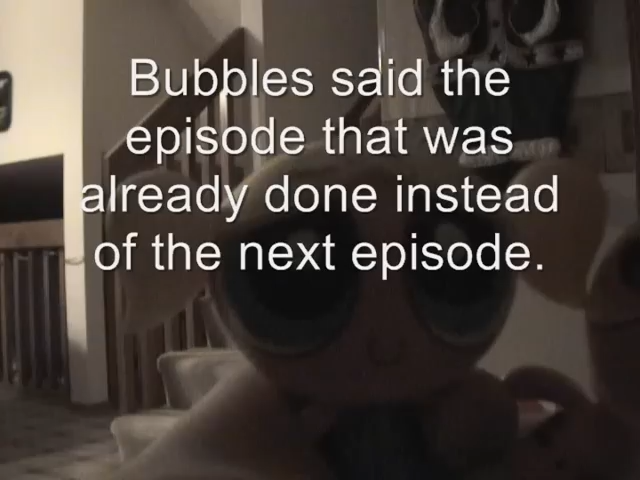 Bubbles said the
episode that was
already done instead
of the next episode.